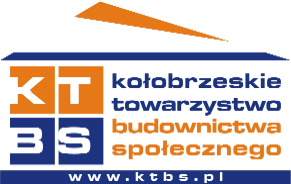 KT
BS
kołobrzeskie
towarzystwo
budownictwa
społecznego
www.ktbs.pl